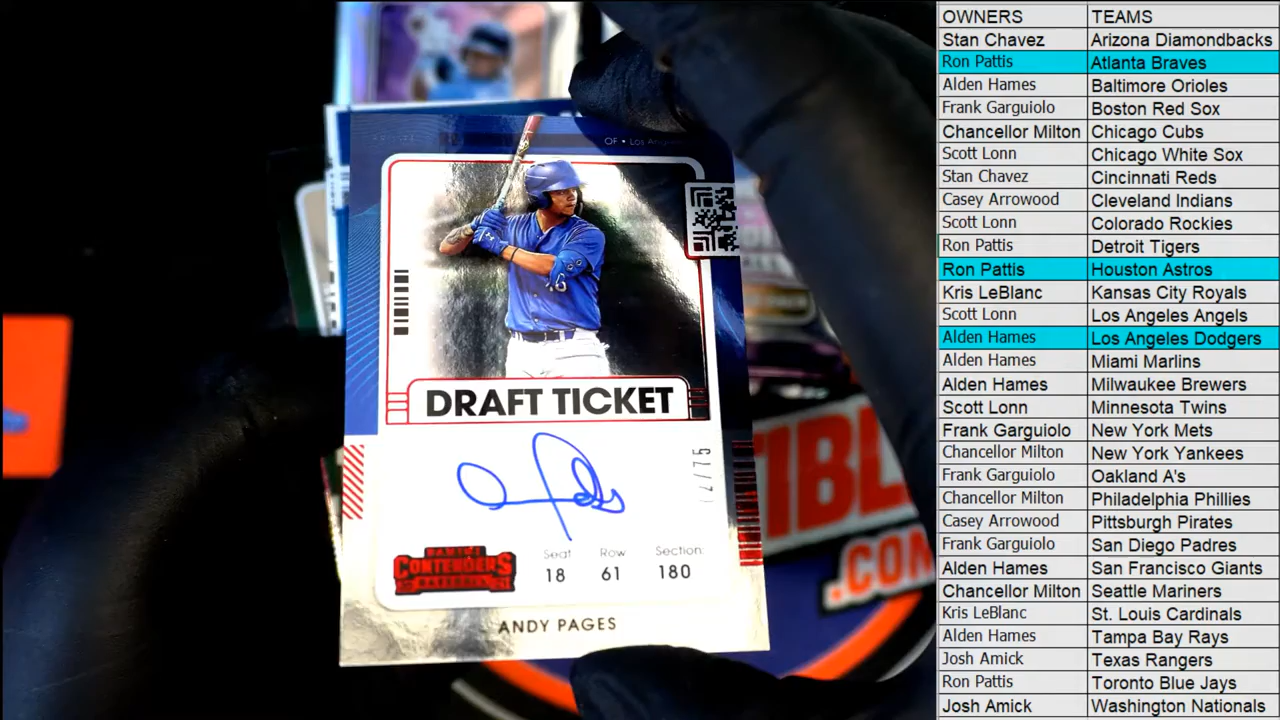 OF • Los Angeles
DRAFT TICKET
12/75
PANINI
CONTENDERS
BASEBALL
Seat Row Section:
18 61 180
ANDY PAGES
TIBL
.COM
OWNERS TEAMS
Stan Chavez Arizona Diamondbacks
Ron Pattis Atlanta Braves
Alden Hames Baltimore Orioles
Frank Garguiolo Boston Red Sox
Chancellor Milton Chicago Cubs
Scott Lonn Chicago White Sox
Stan Chavez Cincinnati Reds
Casey Arrowood Cleveland Indians
Scott Lonn Colorado Rockies
Ron Pattis Detroit Tigers
Ron Pattis Houston Astros
Kris LeBlanc Kansas City Royals
Scott Lonn Los Angeles Angels
Alden Hames Los Angeles Dodgers
Alden Hames Miami Marlins
Alden Hames Milwaukee Brewers
Scott Lonn Minnesota Twins
Frank Garguiolo New York Mets
Chancellor Milton New York Yankees
Frank Garguiolo Oakland A's
Chancellor Milton Philadelphia Phillies
Casey Arrowood Pittsburgh Pirates
Frank Garguiolo San Diego Padres
Alden Hames San Francisco Giants
Chancellor Milton Seattle Mariners
Kris LeBlanc St. Louis Cardinals
Alden Hames Tampa Bay Rays
Josh Amick Texas Rangers
Ron Pattis Toronto Blue Jays
Josh Amick Washington Nationals